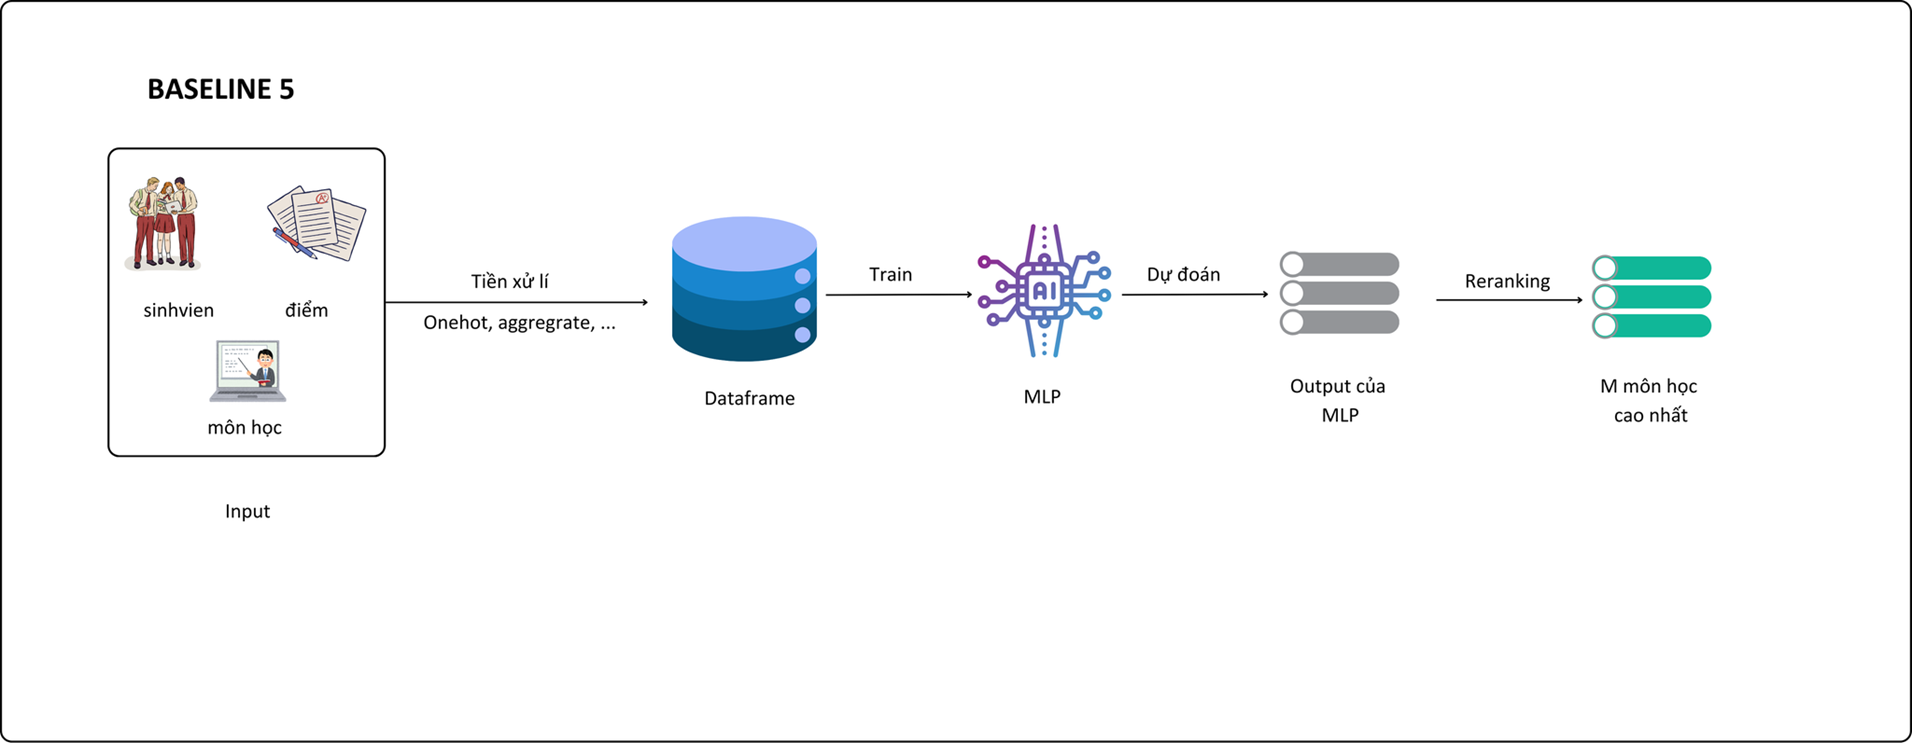 BASELINE 5
sinhvien
điểm
môn học
Input
Tiền xử lí
Onehot, aggregrate, ...
Dataframe
Train
MLP
Dự đoán
Output của
MLP
Reranking
M môn học
cao nhất